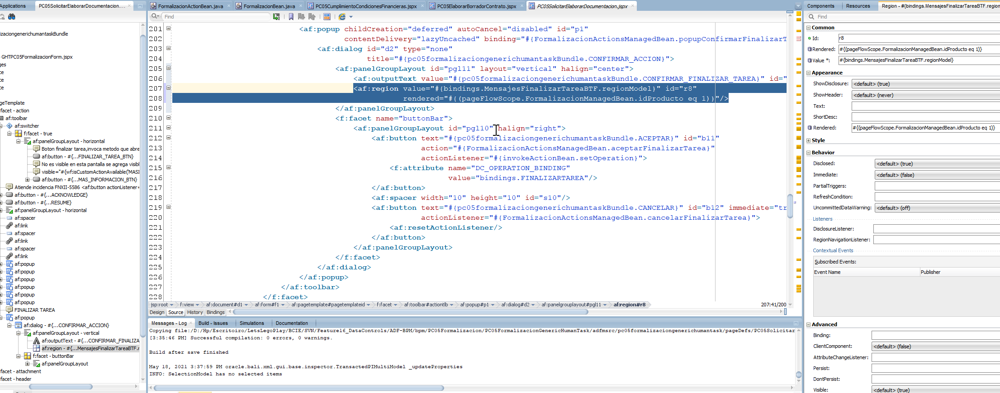 Applications
PC05SolicitarElaborarDocumentacion....
izaciongenerichumantaskBundle
- GHTPC05FormalizacionForm.jspx
ges
ce
ce
ce
geTemplate
facet - action
af:toolbar
af:switcher
f:facet - true
af:panelGroupLayout - horizontal
Boton finalizar tarea,invoca metodo que abre
af:button - #{...FINALIZAR_TAREA_BTN}
No es visible en esta pantalla se agrega visibl
visible="#{wf:isCustomActionAvailable('MASI
af:button - #{...MAS_INFORMACION_BTN}
Atiende incidencia FNXII-5586 <af:button actionListener=
af:button - #{...ACKNOWLEDGE}
af:button - #{...RESUME}
af:panelGroupLayout - horizontal
af:spacer
af:link
af:spacer
af:link
af:spacer
af:link
af:popup
af:popup
af:popup
af:popup
af:popup
af:popup
FINALIZAR TAREA
af:popup
af:dialog - #{...CONFIRMAR_ACCION}
af:panelGroupLayout - vertical
af:outputText - #{...CONFIRMAR_FINALIZA
af:region - #{...MensajesFinalizarTareaBTF.r
f:facet - buttonBar
af:panelGroupLayout
facet - attachment
facet - header
FormalizacionActionBean.java
FormalizacionBean.java
PC05CumplimientoCondicionesFinancieras.jspx
PC05ElaborarBorradorContrato.jspx
PC05SolicitarElaborarDocumentacion.jspx
Find
201 <af:popup childCreation="deferred" autoCancel="disabled" id="p1"
202 contentDelivery="lazyUncached" binding="#{FormalizacionActionsManagedBean.popupConfirmarFinalizarT
203 <af:dialog id="d2" type="none"
204 title="#{pc05formalizaciongenerichumantaskBundle.CONFIRMAR_ACCION}">
205 <af:panelGroupLayout id="pgl11" layout="vertical" halign="center">
206 <af:outputText value="#{pc05formalizaciongenerichumantaskBundle.CONFIRMAR_FINALIZAR_TAREA}" id="
207 <af:region value="#{bindings.MensajesFinalizarTareaBTF.regionModel}" id="r8"
208 rendered="#{(pageFlowScope.FormalizacionManagedBean.idProducto eq 1)}"/>
209 </af:panelGroupLayout>
210 <f:facet name="buttonBar">
211 <af:panelGroupLayout id="pgl10" halign="right">
212 <af:button text="#{pc05formalizaciongenerichumantaskBundle.ACEPTAR}" id="b11"
213 action="#{FormalizacionActionsManagedBean.aceptarFinalizarTarea}"
214 actionListener="#{invokeActionBean.setOperation}">
215 <f:attribute name="DC_OPERATION_BINDING"
216 value="bindings.FINALIZARTAREA"/>
217 </af:button>
218 <af:spacer width="10" height="10" id="s10"/>
219 <af:button text="#{pc05formalizaciongenerichumantaskBundle.CANCELAR}" id="b12" immediate="tr
220 actionListener="#{FormalizacionActionsManagedBean.cancelarFinalizarTarea}">
221 <af:resetActionListener/>
222 </af:button>
223 </af:panelGroupLayout>
224 </f:facet>
225 </af:dialog>
226 </af:popup>
227 </af:toolbar>
228 </f:facet>
jsp:root f:view af:document#d1 af:form#f1 af:pagetemplate#pagetemplateid f:facet af:toolbar#actiontlb af:popup#p1 af:dialog#d2 af:panelgrouplayout#pgl11 af:region#r8
207:41/200
Design Source History Bindings
Messages - Log Build - Issues Simulations Documentation
Copying file:/D:/Hp/Escritoiro/LetsLegoPlay/BCIE/SVN/Feature16_DataControls/ADF-BPM/bpm/PC05Formalizacion/PC05FormalizacionGenericHumanTask/adfmsrc/pc05formalizaciongenerichumantask/pageDefs/PC05Solicitar
[3:35:46 PM] Successful compilation: 0 errors, 0 warnings.
Build after save finished
May 18, 2021 3:37:59 PM oracle.bali.xml.gui.base.inspector.TransactedPIMultiModel _updateProperties
INFO: SelectionModel has no selected items
Components
Resources
Region - #{bindings.MensajesFinalizarTareaBTF.regio
Find
Common
Id: r8
Rendered: #{(pageFlowScope.FormalizacionManagedBean.idProducto eq 1)}
Value *: #{bindings.MensajesFinalizarTareaBTF.regionModel}
Appearance
ShowDisclosure: <default> (true)
ShowHeader: <default> (never)
Text:
ShortDesc:
Rendered: #{(pageFlowScope.FormalizacionManagedBean.idProducto eq 1)}
Style
Behavior
Disclosed: <default> (true)
Immediate: <default> (false)
PartialTriggers:
RefreshCondition:
UncommittedDataWarning: <default> (off)
Listeners
DisclosureListener:
RegionNavigationListener:
Contextual Events
Subscribed Events:
Event Name Publisher
Advanced
Binding:
ClientComponent: <default> (false)
AttributeChangeListener:
Persist:
DontPersist:
Visible: <default> (true)